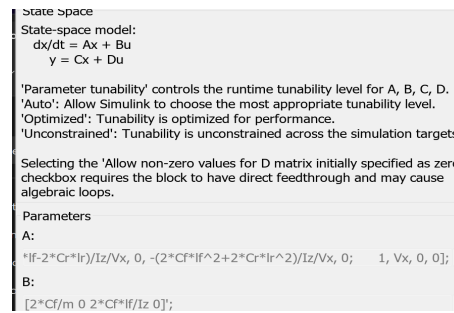 State Space
State-space model:
dx/dt = Ax + Bu
y = Cx + Du
'Parameter tunability' controls the runtime tunability level for A, B, C, D.
'Auto': Allow Simulink to choose the most appropriate tunability level.
'Optimized': Tunability is optimized for performance.
'Unconstrained': Tunability is unconstrained across the simulation targets
Selecting the 'Allow non-zero values for D matrix initially specified as zero
checkbox requires the block to have direct feedthrough and may cause
algebraic loops.
Parameters
A:
*lf-2*Cr*lr)/Iz/Vx, 0, -(2*Cf*lf^2+2*Cr*lr^2)/Iz/Vx, 0; 1, Vx, 0, 0];
B:
[2*Cf/m 0 2*Cf*lf/Iz 0]';